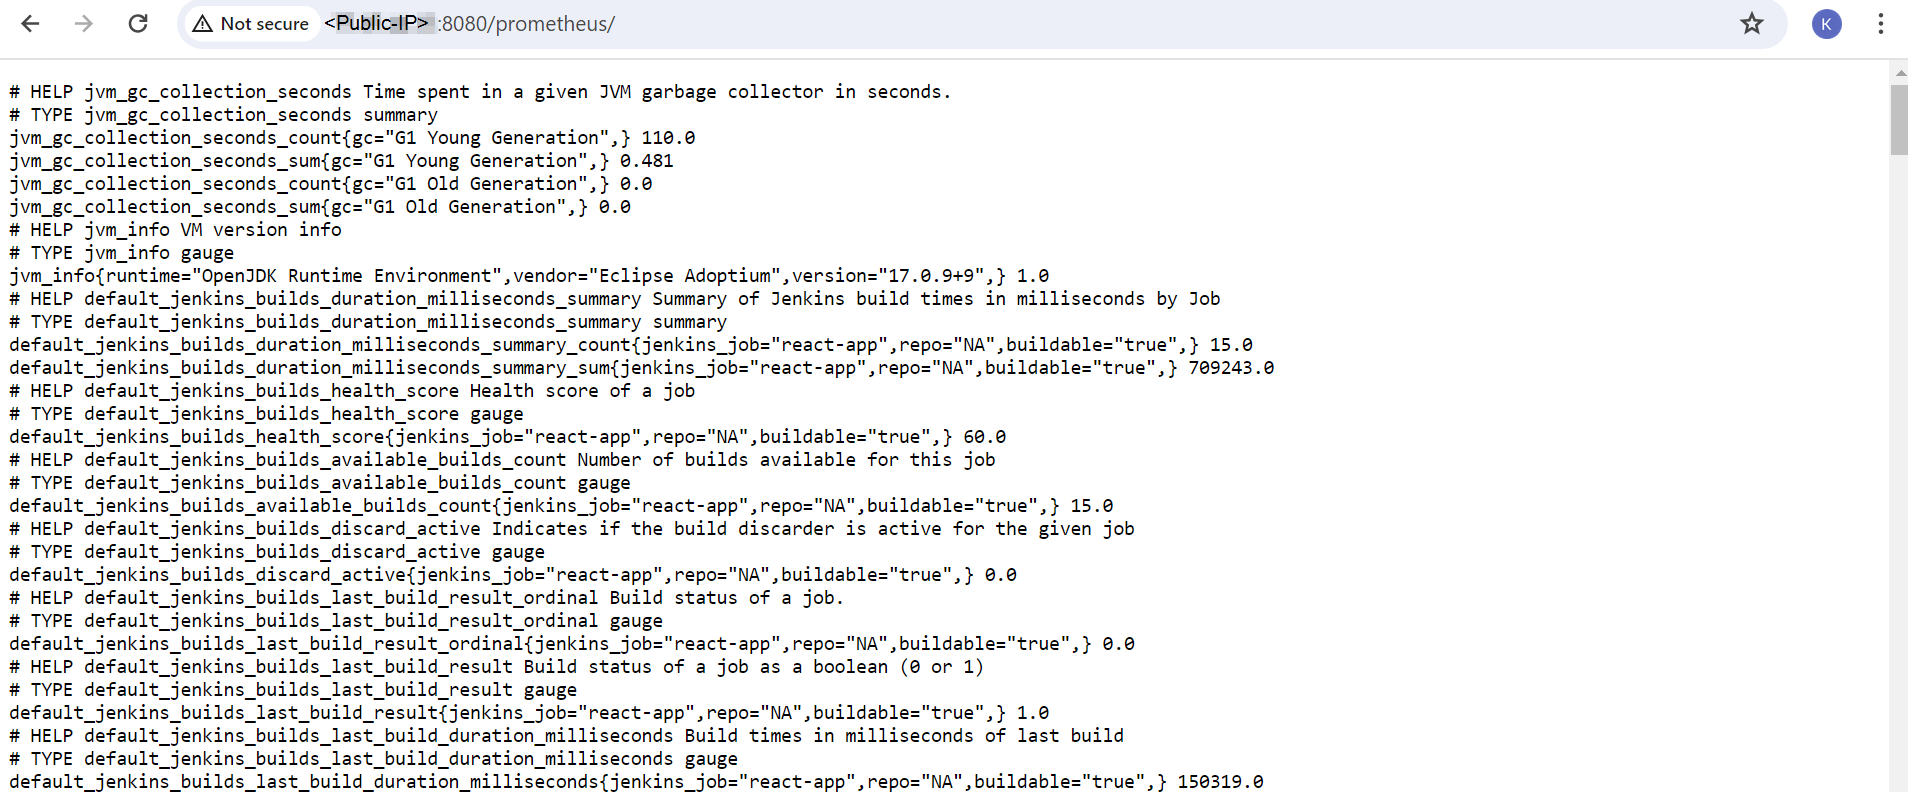 Not secure <Public-IP> :8080/prometheus/
K
# HELP jvm_gc_collection_seconds Time spent in a given JVM garbage collector in seconds.
# TYPE jvm_gc_collection_seconds summary
jvm_gc_collection_seconds_count{gc="G1 Young Generation",} 110.0
jvm_gc_collection_seconds_sum{gc="G1 Young Generation",} 0.481
jvm_gc_collection_seconds_count{gc="G1 Old Generation",} 0.0
jvm_gc_collection_seconds_sum{gc="G1 Old Generation",} 0.0
# HELP jvm_info VM version info
# TYPE jvm_info gauge
jvm_info{runtime="OpenJDK Runtime Environment",vendor="Eclipse Adoptium",version="17.0.9+9",} 1.0
# HELP default_jenkins_builds_duration_milliseconds_summary Summary of Jenkins build times in milliseconds by Job
# TYPE default_jenkins_builds_duration_milliseconds_summary summary
default_jenkins_builds_duration_milliseconds_summary_count{jenkins_job="react-app",repo="NA",buildable="true",} 15.0
default_jenkins_builds_duration_milliseconds_summary_sum{jenkins_job="react-app",repo="NA",buildable="true",} 709243.0
# HELP default_jenkins_builds_health_score Health score of a job
# TYPE default_jenkins_builds_health_score gauge
default_jenkins_builds_health_score{jenkins_job="react-app",repo="NA",buildable="true",} 60.0
# HELP default_jenkins_builds_available_builds_count Number of builds available for this job
# TYPE default_jenkins_builds_available_builds_count gauge
default_jenkins_builds_available_builds_count{jenkins_job="react-app",repo="NA",buildable="true",} 15.0
# HELP default_jenkins_builds_discard_active Indicates if the build discarder is active for the given job
# TYPE default_jenkins_builds_discard_active gauge
default_jenkins_builds_discard_active{jenkins_job="react-app",repo="NA",buildable="true",} 0.0
# HELP default_jenkins_builds_last_build_result_ordinal Build status of a job.
# TYPE default_jenkins_builds_last_build_result_ordinal gauge
default_jenkins_builds_last_build_result_ordinal{jenkins_job="react-app",repo="NA",buildable="true",} 0.0
# HELP default_jenkins_builds_last_build_result Build status of a job as a boolean (0 or 1)
# TYPE default_jenkins_builds_last_build_result gauge
default_jenkins_builds_last_build_result{jenkins_job="react-app",repo="NA",buildable="true",} 1.0
# HELP default_jenkins_builds_last_build_duration_milliseconds Build times in milliseconds of last build
# TYPE default_jenkins_builds_last_build_duration_milliseconds gauge
default_jenkins_builds_last_build_duration_milliseconds{jenkins_job="react-app",repo="NA",buildable="true",} 150319.0